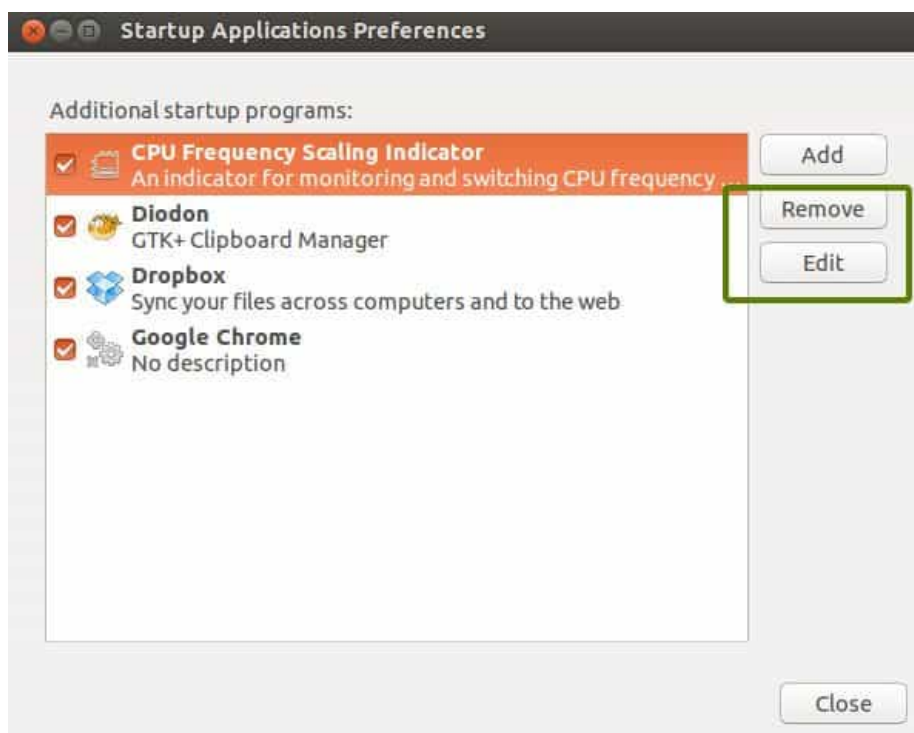 Startup Applications Preferences
Additional startup programs:
CPU Frequency Scaling Indicator
An indicator for monitoring and switching CPU frequency ...
Diodon
GTK+ Clipboard Manager
Dropbox
Sync your files across computers and to the web
Google Chrome
No description
Add
Remove
Edit
Close